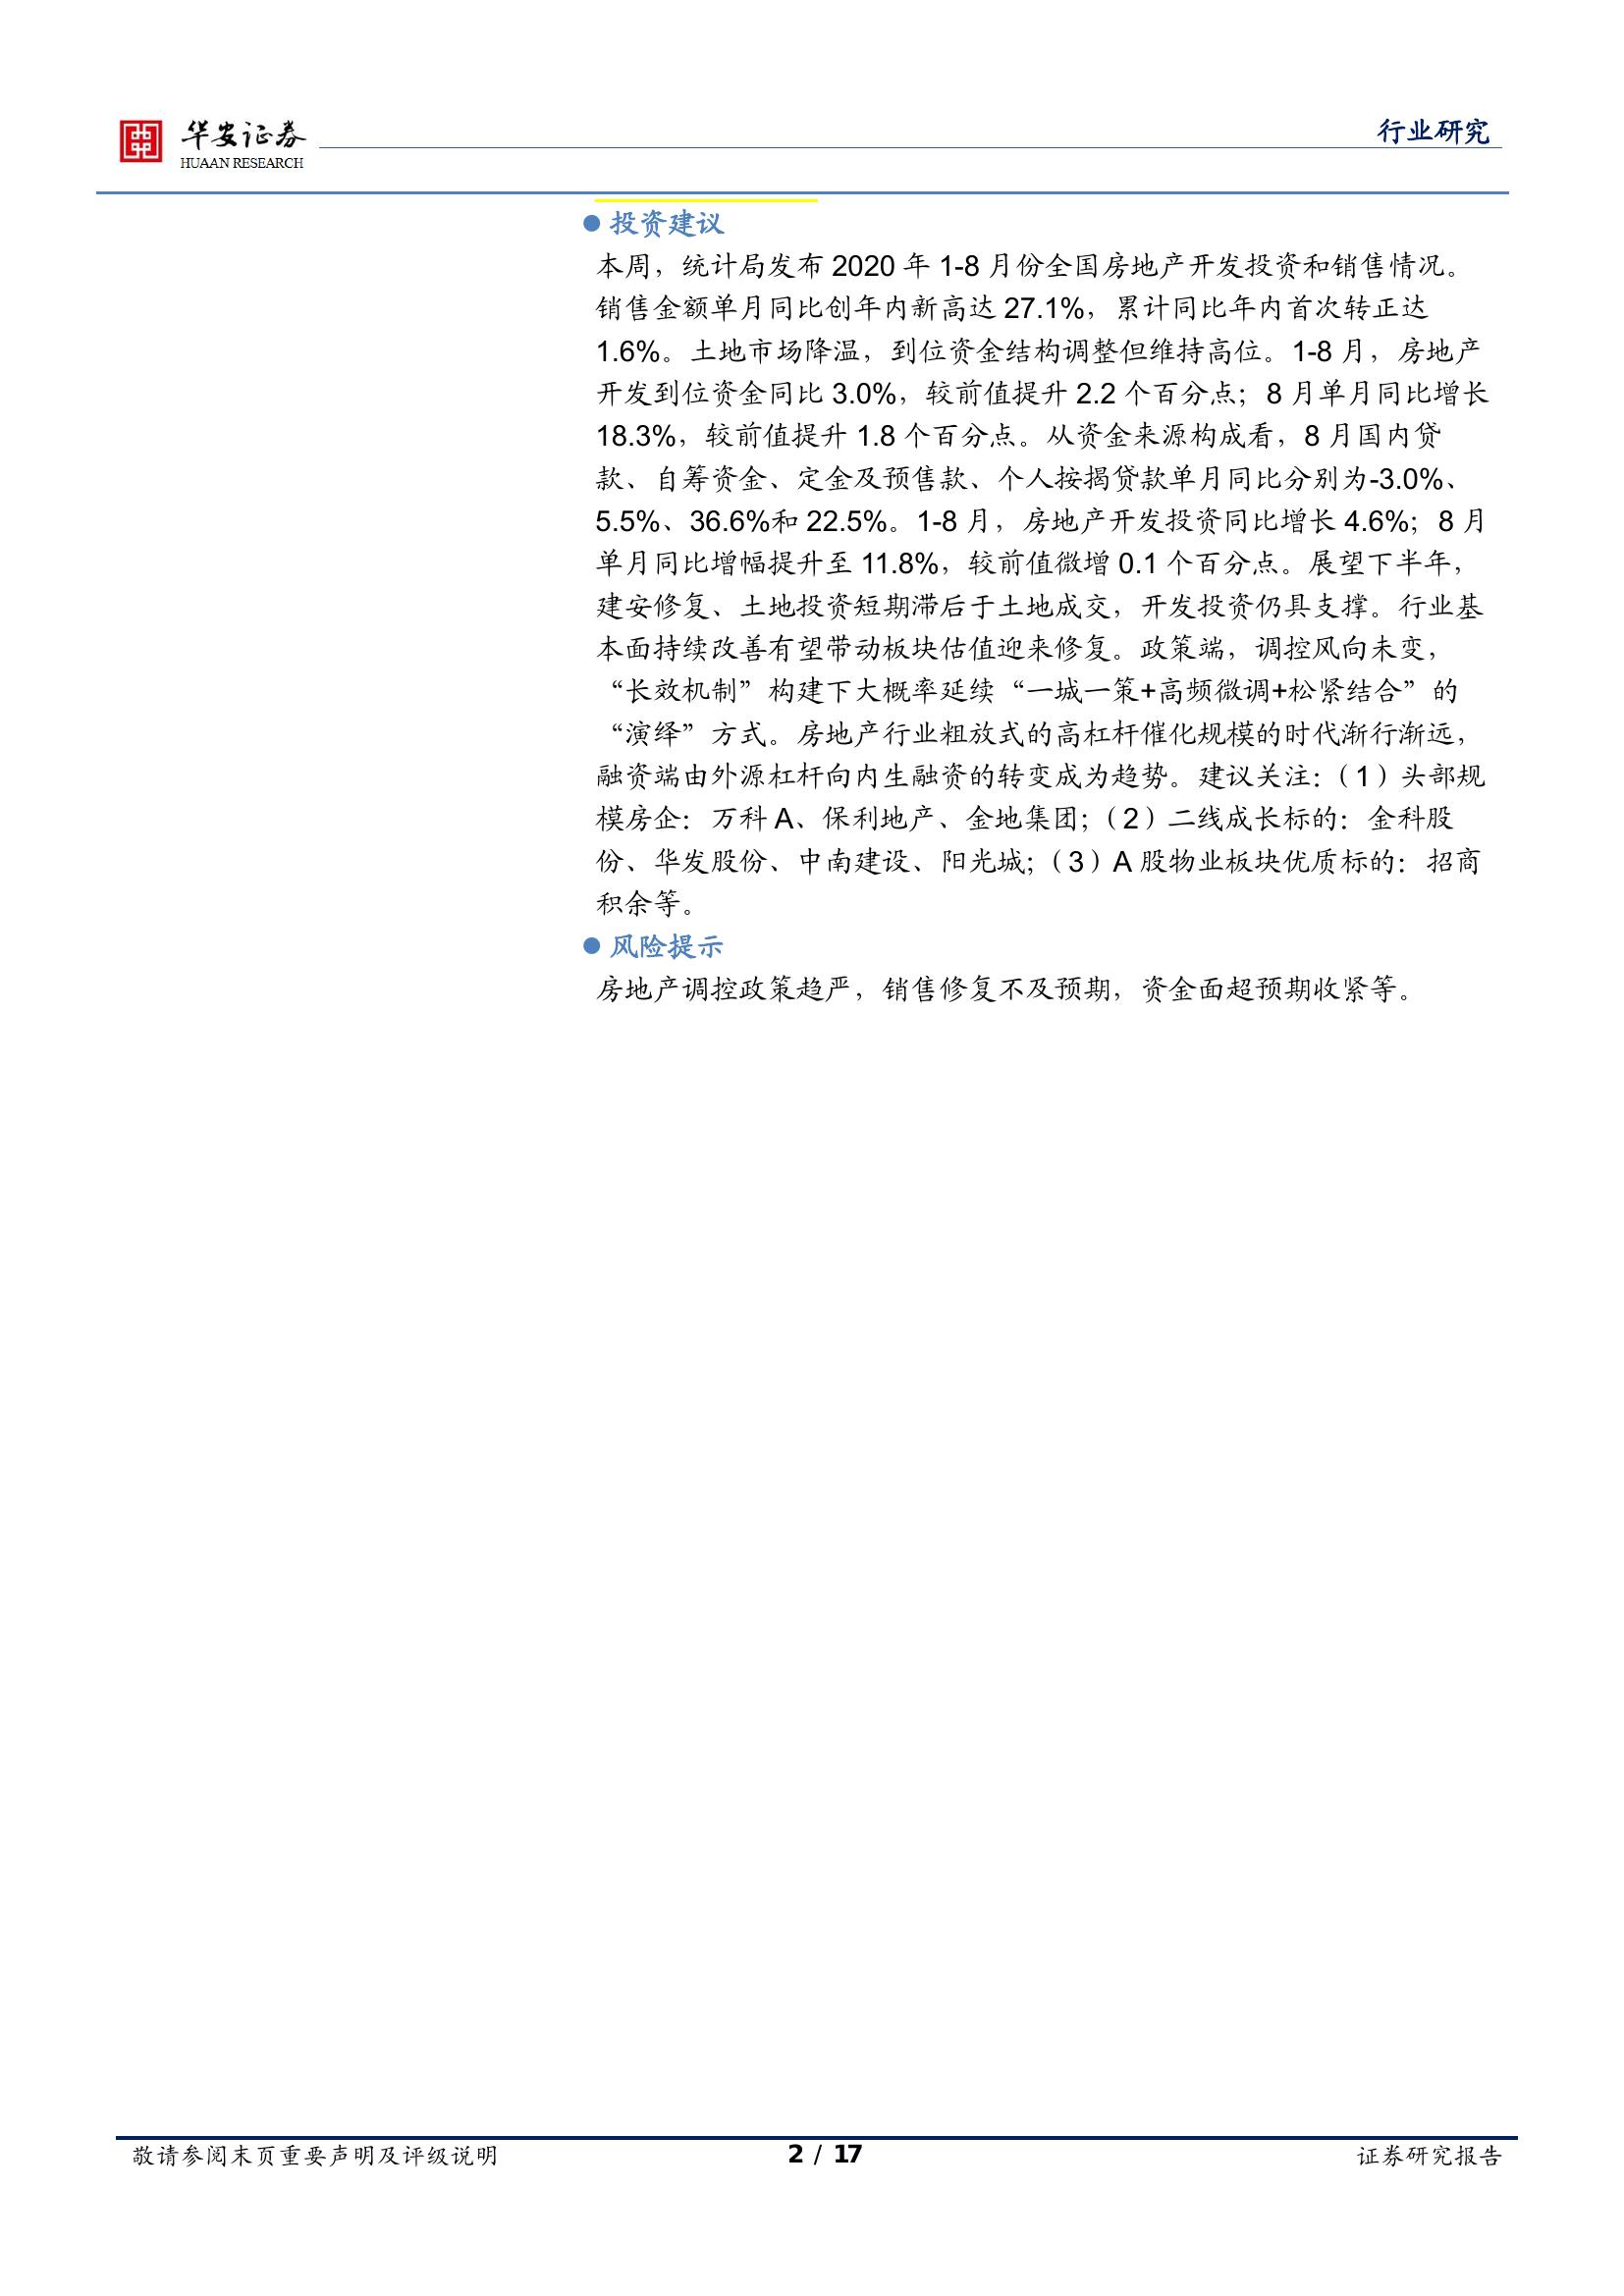 华安证券
HUAAN RESEARCH
行业研究
投资建议
本周，统计局发布 2020 年 1-8 月份全国房地产开发投资和销售情况。
销售金额单月同比创年内新高达 27.1%，累计同比年内首次转正达
1.6%。土地市场降温，到位资金结构调整但维持高位。1-8 月，房地产
开发到位资金同比 3.0%，较前值提升 2.2 个百分点；8 月单月同比增长
18.3%，较前值提升 1.8 个百分点。从资金来源构成看，8 月国内贷
款、自筹资金、定金及预售款、个人按揭贷款单月同比分别为-3.0%、
5.5%、36.6%和 22.5%。1-8 月，房地产开发投资同比增长 4.6%；8 月
单月同比增幅提升至 11.8%，较前值微增 0.1 个百分点。展望下半年，
建安修复、土地投资短期滞后于土地成交，开发投资仍具支撑。行业基
本面持续改善有望带动板块估值迎来修复。政策端，调控风向未变，
“长效机制”构建下大概率延续“一城一策+高频微调+松紧结合”的
“演绎”方式。房地产行业粗放式的高杠杆催化规模的时代渐行渐远，
融资端由外源杠杆向内生融资的转变成为趋势。建议关注：（1）头部规
模房企：万科 A、保利地产、金地集团；（2）二线成长标的：金科股
份、华发股份、中南建设、阳光城；（3）A 股物业板块优质标的：招商
积余等。
风险提示
房地产调控政策趋严，销售修复不及预期，资金面超预期收紧等。
敬请参阅末页重要声明及评级说明
2 / 17
证券研究报告